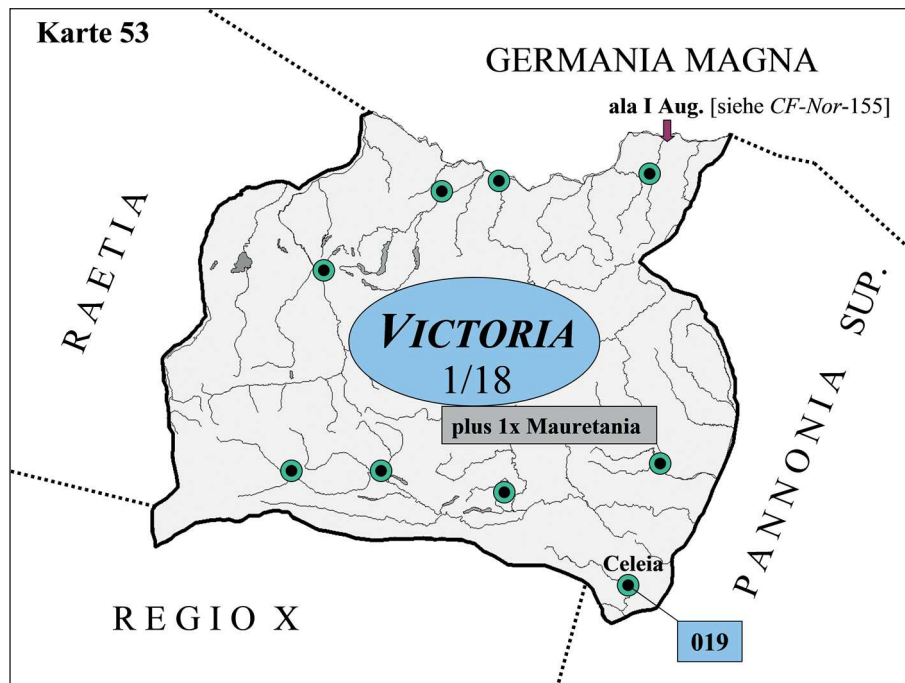 Karte 53
GERMANIA MAGNA
ala I Aug. [siehe CF-Nor-155]
RAETIA
VICTORIA
1/18
plus 1x Mauretania
PANNONIA SUP.
Celeia
REGIO X
019